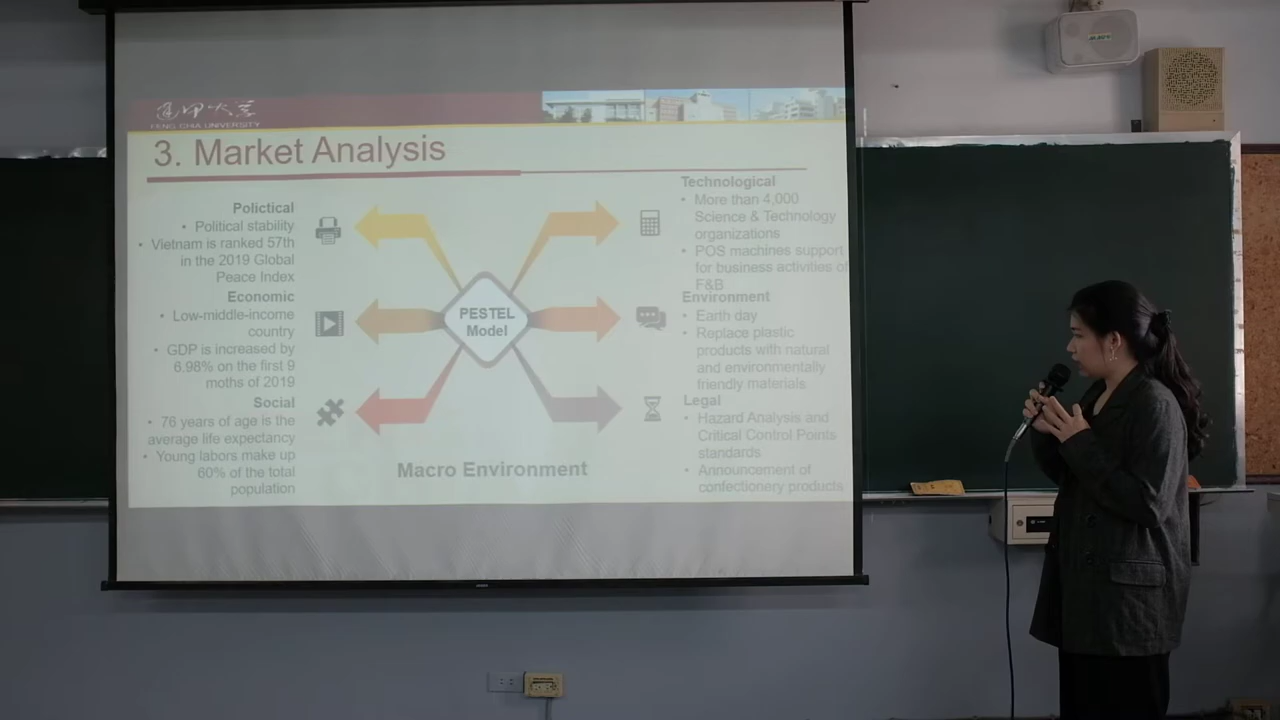 逢甲大學
FENG CHIA UNIVERSITY
3. Market Analysis
Polictical
• Political stability
• Vietnam is ranked 57th
in the 2019 Global
Peace Index
Economic
• Low-middle-income
country
• GDP is increased by
6.98% on the first 9
moths of 2019
Social
• 76 years of age is the
average life expectancy
• Young labors make up
60% of the total
population
PESTEL
Model
Macro Environment
Technological
• More than 4,000
Science & Technology
organizations
• POS machines support
for business activities of
F&B
Environment
• Earth day
• Replace plastic
products with natural
and environmentally
friendly materials
Legal
• Hazard Analysis and
Critical Control Points
standards
• Announcement of
confectionery products